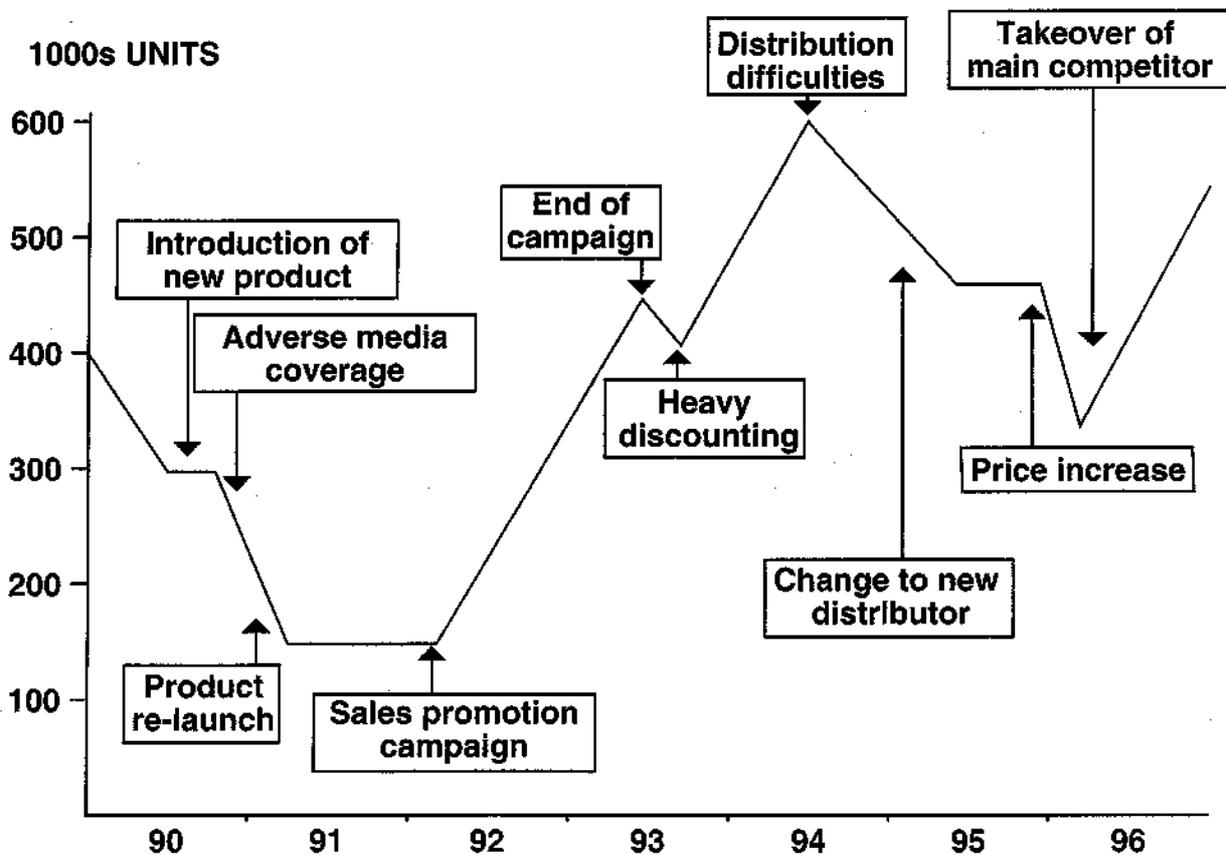 1000s UNITS
Distribution
difficulties
Takeover of
main competitor
600
500
400
300
200
100
Introduction of
new product
Adverse media
coverage
End of
campaign
Heavy
discounting
Price increase
Change to new
distributor
Product
re-launch
Sales promotion
campaign
90 91 92 93 94 95 96